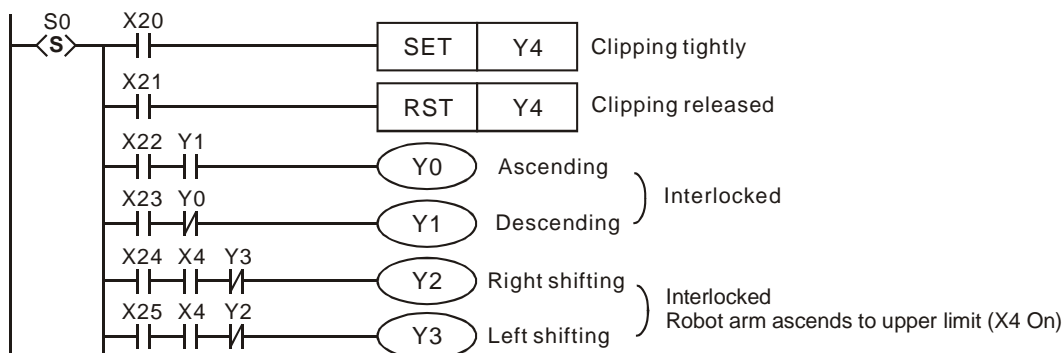 S0 X20
S SET Y4 Clipping tightly
X21
RST Y4 Clipping released
X22 Y1
Y0 Ascending
Interlocked
X23 Y0
Y1 Descending
X24 X4 Y3
Y2 Right shifting
Interlocked
Robot arm ascends to upper limit (X4 On)
X25 X4 Y2
Y3 Left shifting